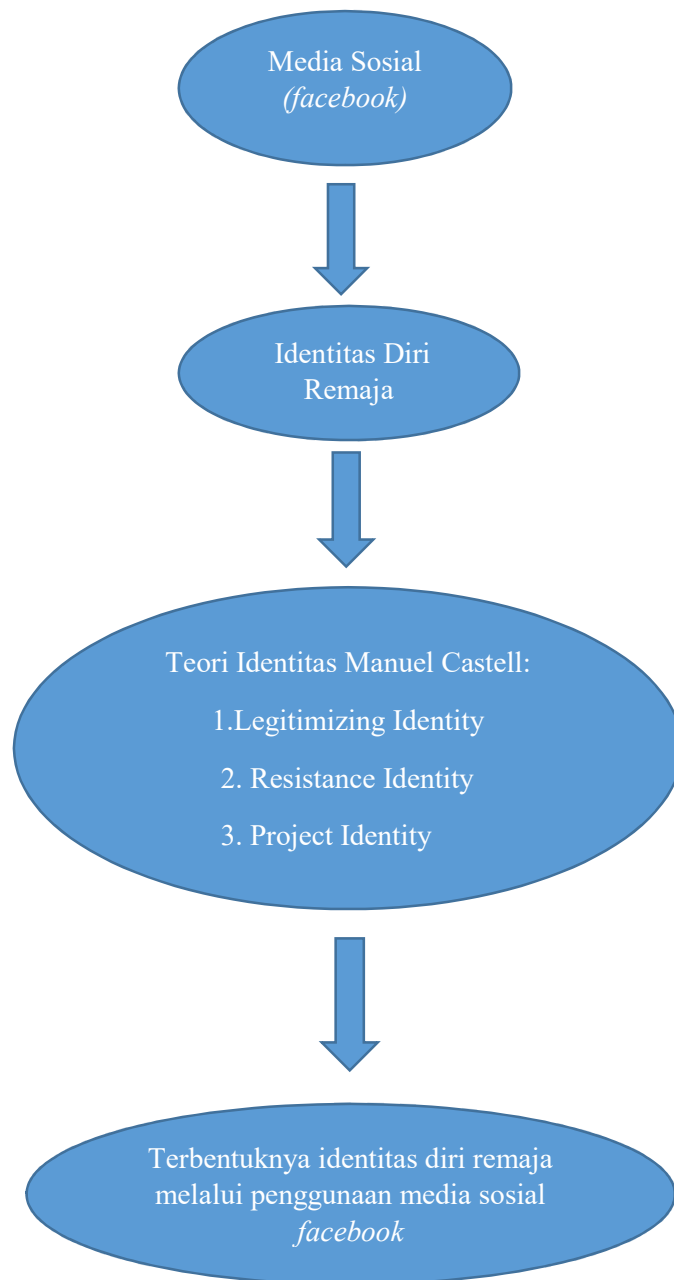 Media Sosial
(facebook)
Identitas Diri
Remaja
Teori Identitas Manuel Castell:
1.Legitimizing Identity
2. Resistance Identity
3. Project Identity
Terbentuknya identitas diri remaja
melalui penggunaan media sosial
facebook